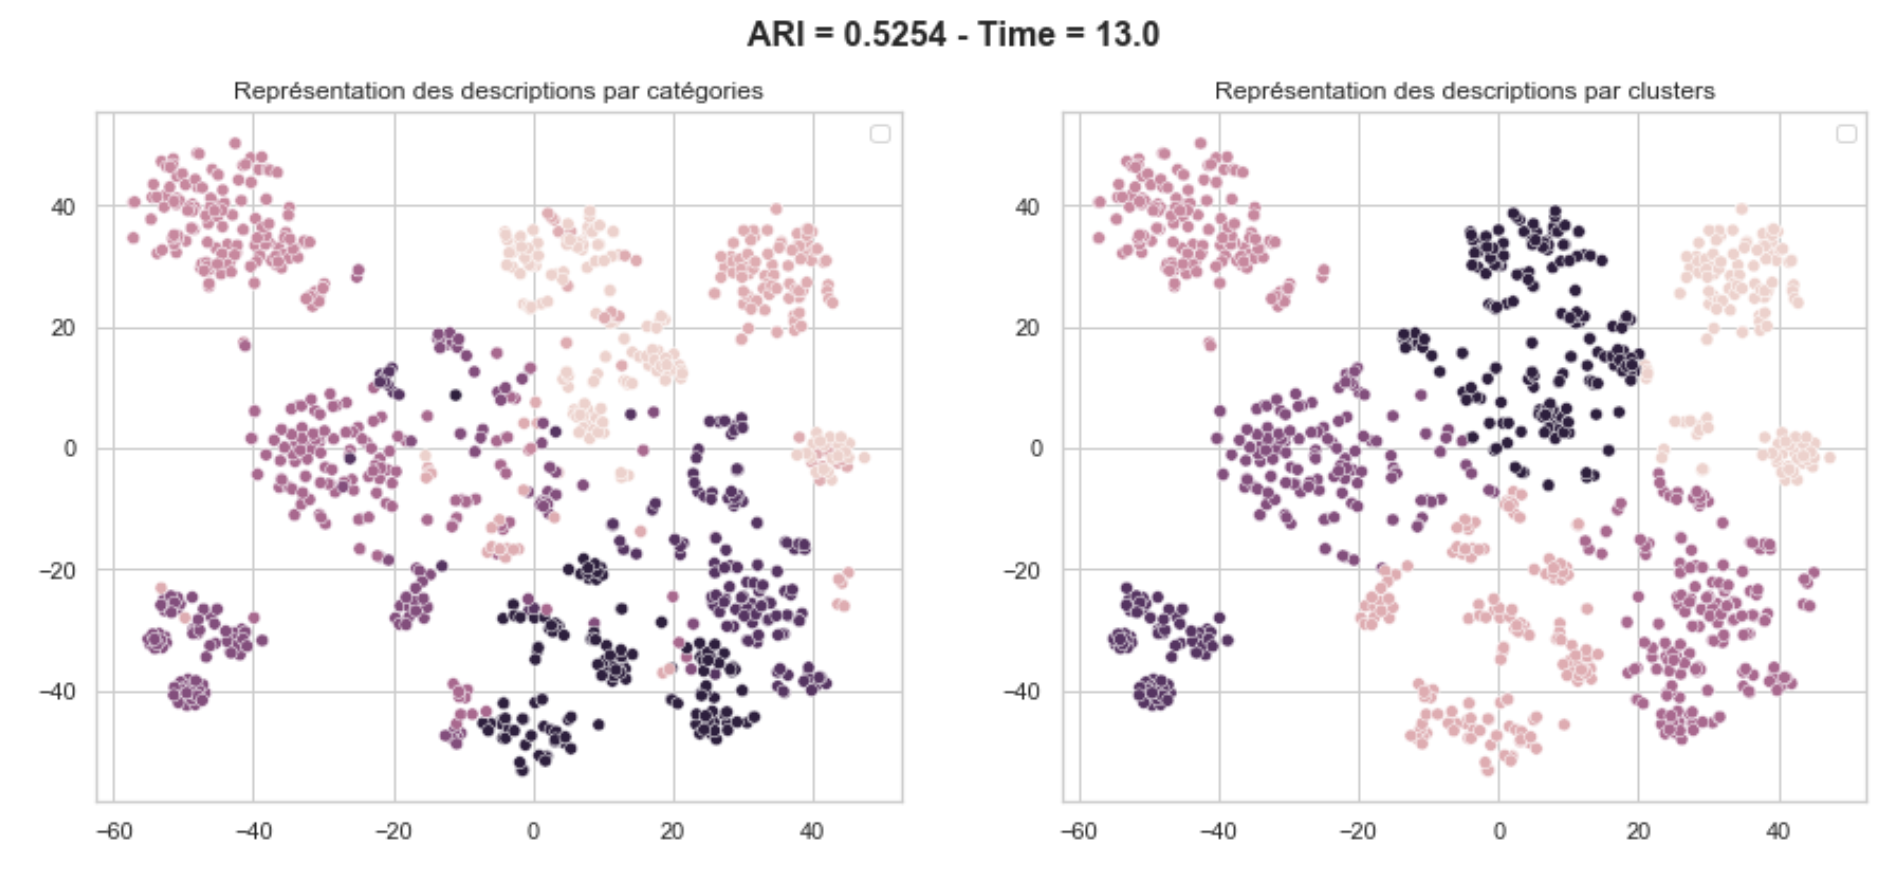 ARI = 0.5254 - Time = 13.0
Représentation des descriptions par catégories
40
20
0
−20
−40
−60 −40 −20 0 20 40
Représentation des descriptions par clusters
40
20
0
−20
−40
−60 −40 −20 0 20 40